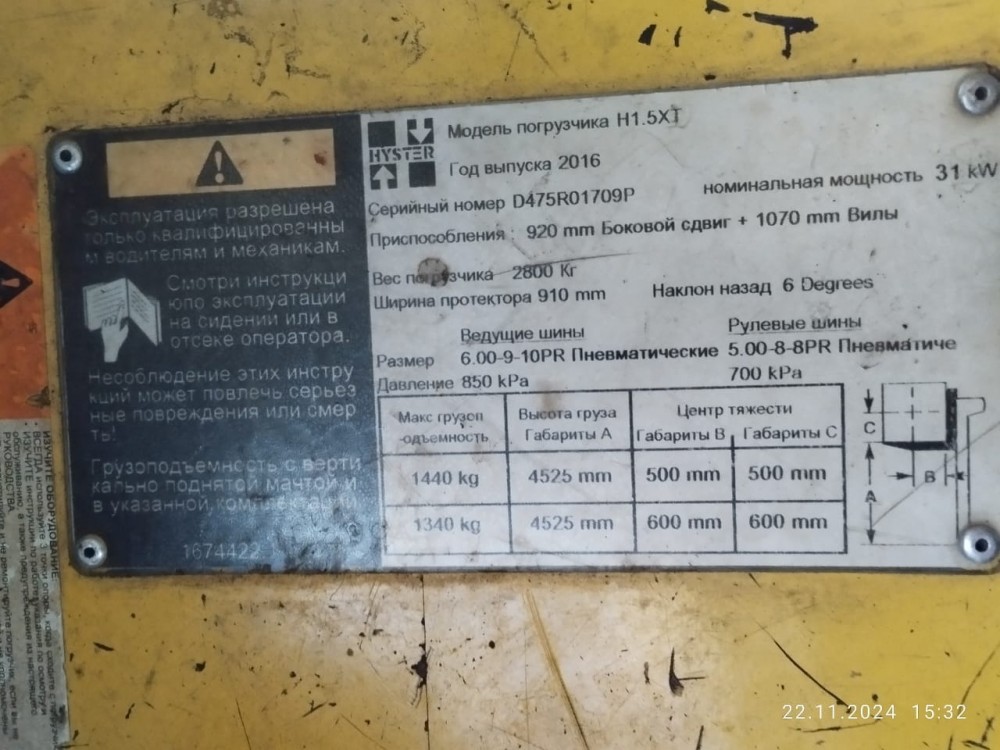 Эксплуатация разрешена
только квалифицированны
м водителям и механикам.
Смотри инструкци
юпо эксплуатации
на сидении или в
отсеке оператора.
Несоблюдение этих инстру
кций может повлечь серьез
ные повреждения или смер
ть!
Грузоподъемность с верти
кально поднятой мачтой и
в указанной комплектации
1674422
HYSTER
Модель погрузчика H1.5XT
Год выпуска 2016
Серийный номер D475R01709P
номинальная мощность 31 kW
Приспособления : 920 mm Боковой сдвиг + 1070 mm Вилы
Вес погрузчика 2800 Кг
Ширина протектора 910 mm Наклон назад 6 Degrees
Ведущие шины Рулевые шины
Размер 6.00-9-10PR Пневматические 5.00-8-8PR Пневматиче
Давление 850 kPa 700 kPa
Макс грузоп Высота груза Центр тяжести
-одъемность Габариты A Габариты B Габариты C
1440 kg 4525 mm 500 mm 500 mm
1340 kg 4525 mm 600 mm 600 mm
C
B
A
ИЗУЧИТЕ ОБОРУДОВАНИЕ:
22.11.2024 15:32